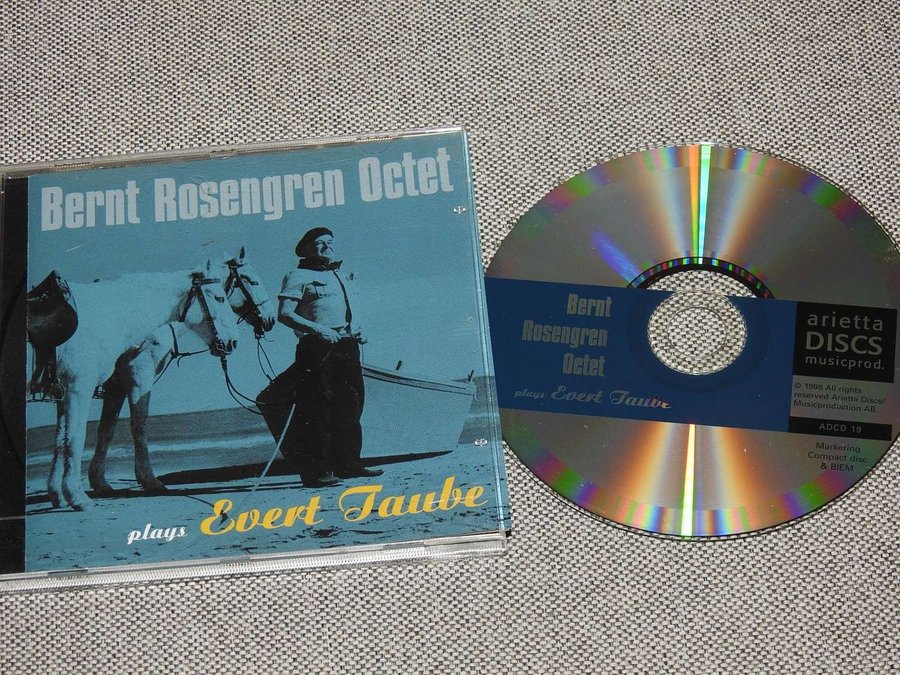 Bernt Rosengren Octet
plays Evert Taube
Bernt
Rosengren
Octet
plays Evert Taube
arietta
DISCS
musicprod.
© 1998 All rights
reserved Arietta Discs/
Musicproduction AB.
ADCD 19
Markering
Compact disc
& BIEM